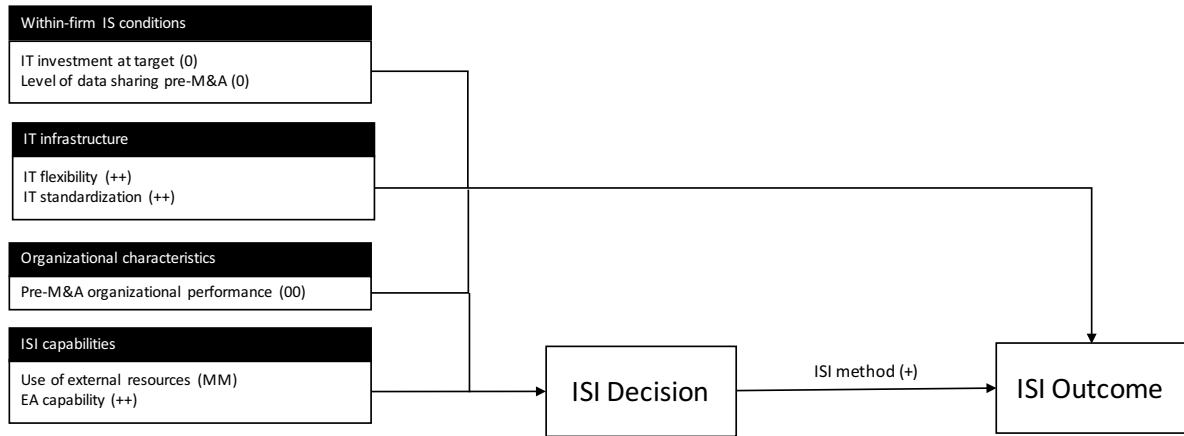 Within-firm IS conditions
IT investment at target (0)
Level of data sharing pre-M&A (0)
IT infrastructure
IT flexibility (++)
IT standardization (++)
Organizational characteristics
Pre-M&A organizational performance (00)
ISI capabilities
Use of external resources (MM)
EA capability (++)
ISI Decision
ISI method (+)
ISI Outcome